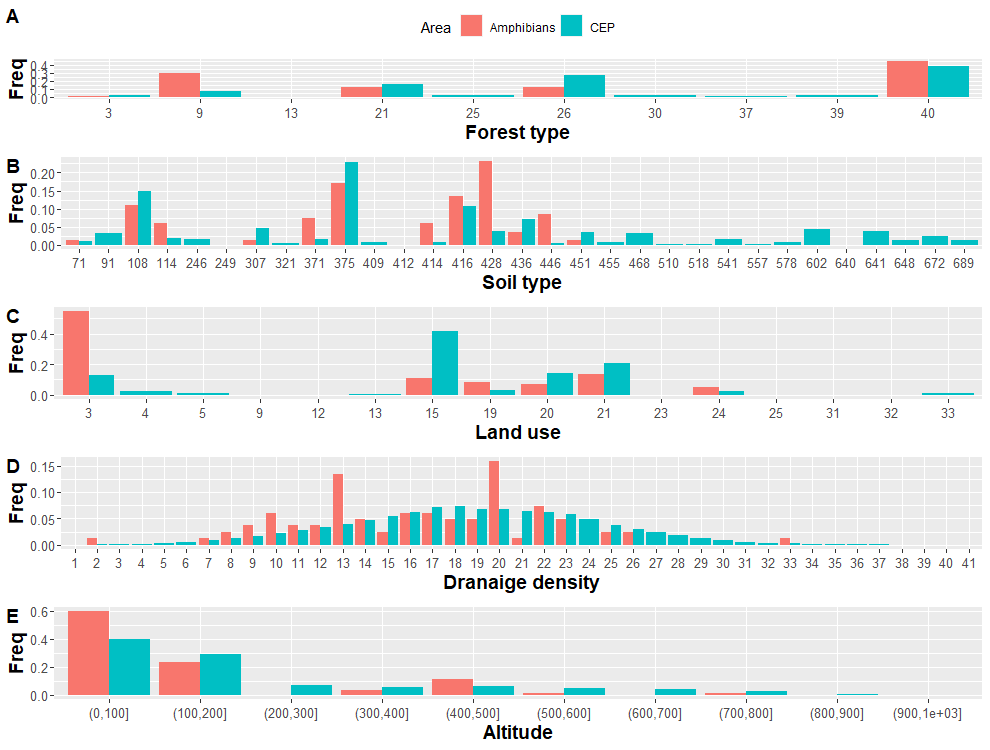 A
Area Amphibians CEP
Freq
0.4
0.3
0.2
0.1
0.0
3 9 13 21 25 26 30 37 39 40
Forest type
B
Freq
0.20
0.15
0.10
0.05
0.00
71 91 108 114 246 249 307 321 371 375 409 412 414 416 428 436 446 451 455 468 510 518 541 557 578 602 640 641 648 672 689
Soil type
C
Freq
0.4
0.2
0.0
3 4 5 9 12 13 15 19 20 21 23 24 25 31 32 33
Land use
D
Freq
0.15
0.10
0.05
0.00
1 2 3 4 5 6 7 8 9 10 11 12 13 14 15 16 17 18 19 20 21 22 23 24 25 26 27 28 29 30 31 32 33 34 35 36 37 38 39 40 41
Dranaige density
E
Freq
0.6
0.4
0.2
0.0
(0,100] (100,200] (200,300] (300,400] (400,500] (500,600] (600,700] (700,800] (800,900] (900,1e+03]
Altitude